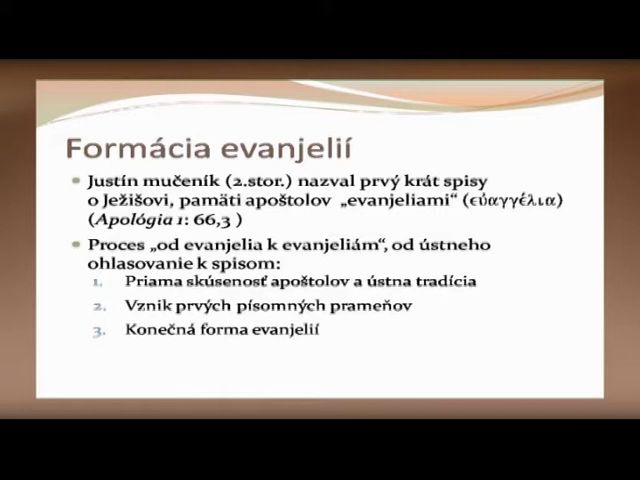 Formácia evanjelií
• Justín mučeník (2.stor.) nazval prvý krát spisy
o Ježišovi, pamäti apoštolov „evanjeliami“ (εὐαγγέλια)
(Apológia 1: 66,3 )
• Proces „od evanjelia k evanjeliám“, od ústneho
ohlasovanie k spisom:
1. Priama skúsenosť apoštolov a ústna tradícia
2. Vznik prvých písomných prameňov
3. Konečná forma evanjelií